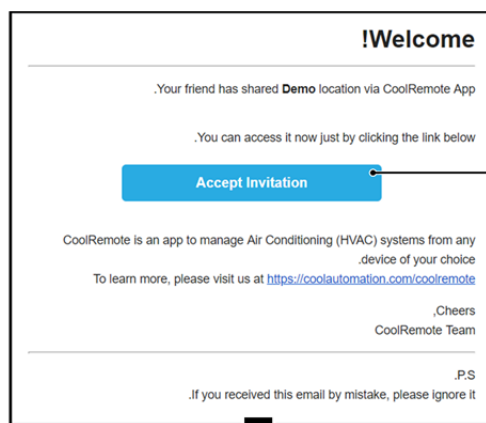 !Welcome
.Your friend has shared Demo location via CoolRemote App
.You can access it now just by clicking the link below
Accept Invitation
CoolRemote is an app to manage Air Conditioning (HVAC) systems from any
.device of your choice
To learn more, please visit us at https://coolautomation.com/coolremote
,Cheers
CoolRemote Team
.P.S
.If you received this email by mistake, please ignore it